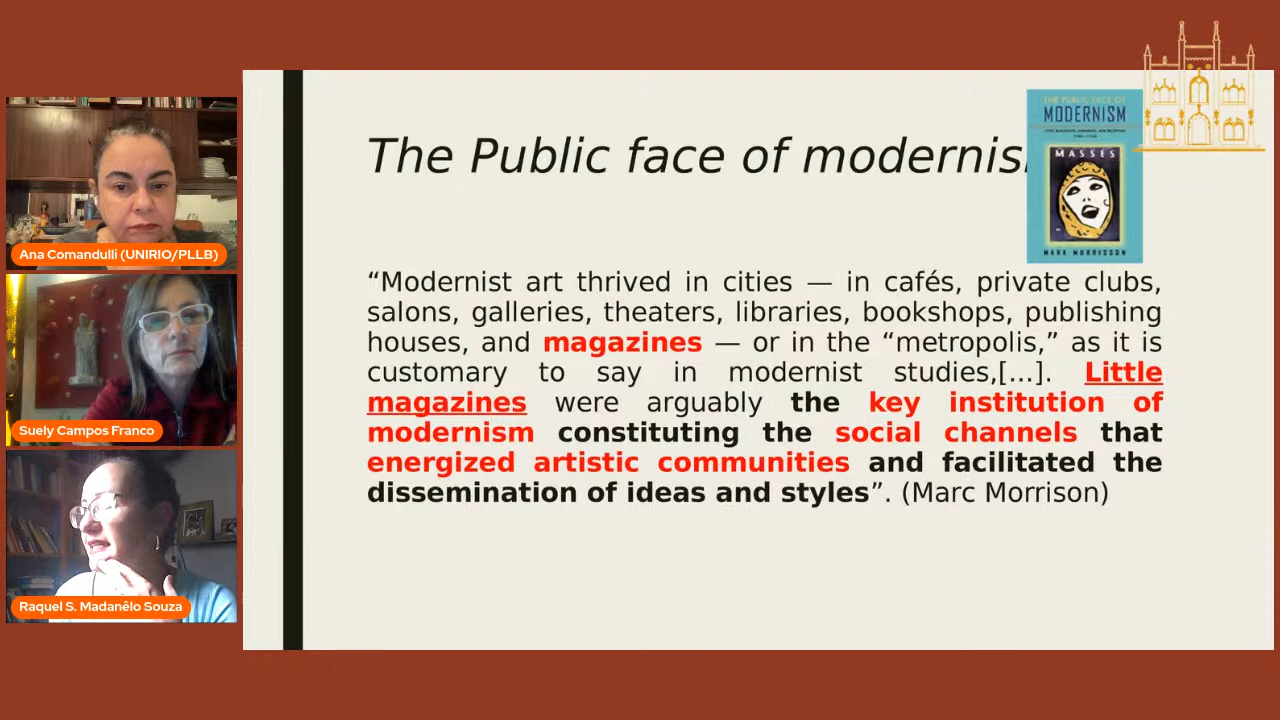 The Public face of modernis
THE PUBLIC FACE OF
MODERNISM
MASSES
MARK MORRISSON
“Modernist art thrived in cities — in cafés, private clubs,
salons, galleries, theaters, libraries, bookshops, publishing
houses, and magazines — or in the “metropolis,” as it is
customary to say in modernist studies,[...]. Little
magazines were arguably the key institution of
modernism constituting the social channels that
energized artistic communities and facilitated the
dissemination of ideas and styles”. (Marc Morrison)
Ana Comandulli (UNIRIO/PLLB)
Suely Campos Franco
Raquel S. Madanêlo Souza